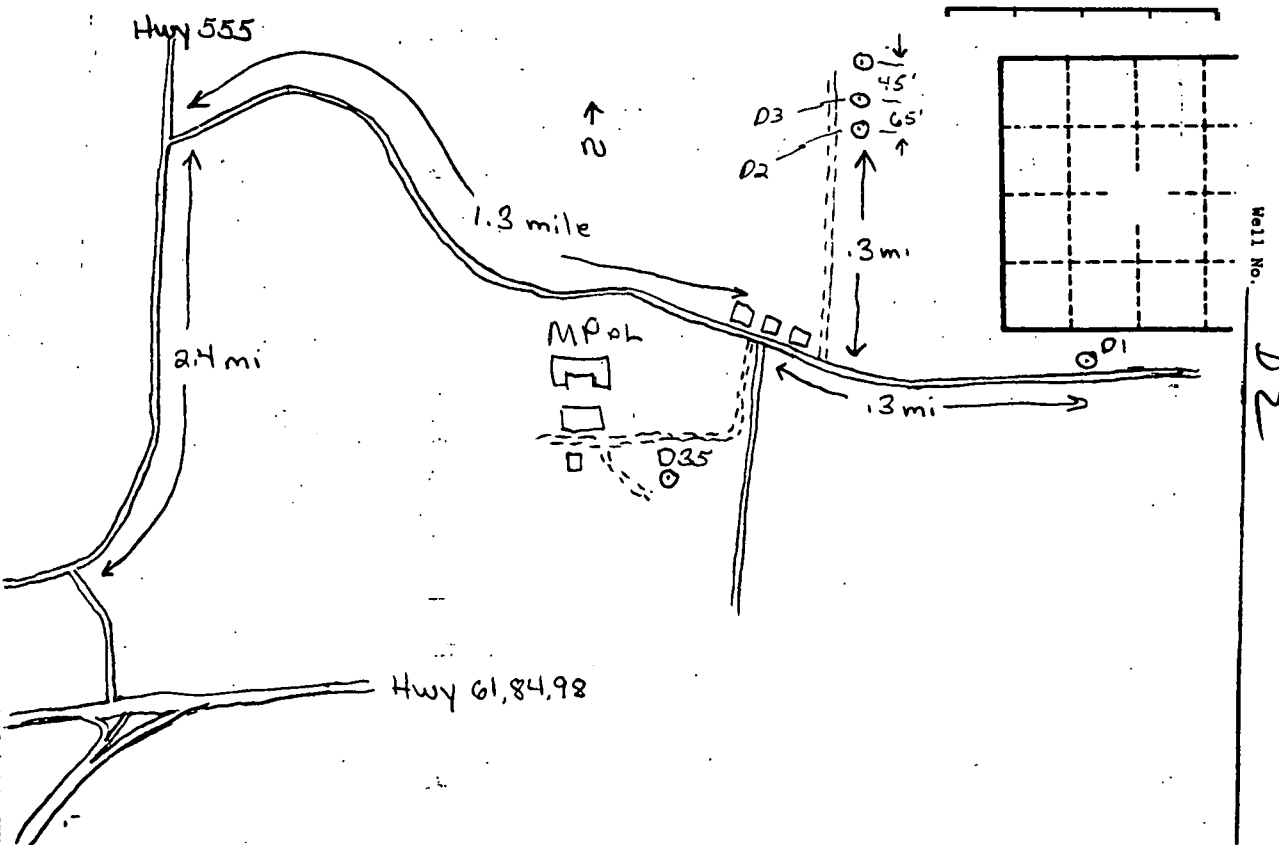 Hwy 555
45'
D3
65'
D2
N
1.3 mile
.3 mi
Well No.
D2
MP&L
D1
2.4 mi
.3 mi
D35
Hwy 61,84,98